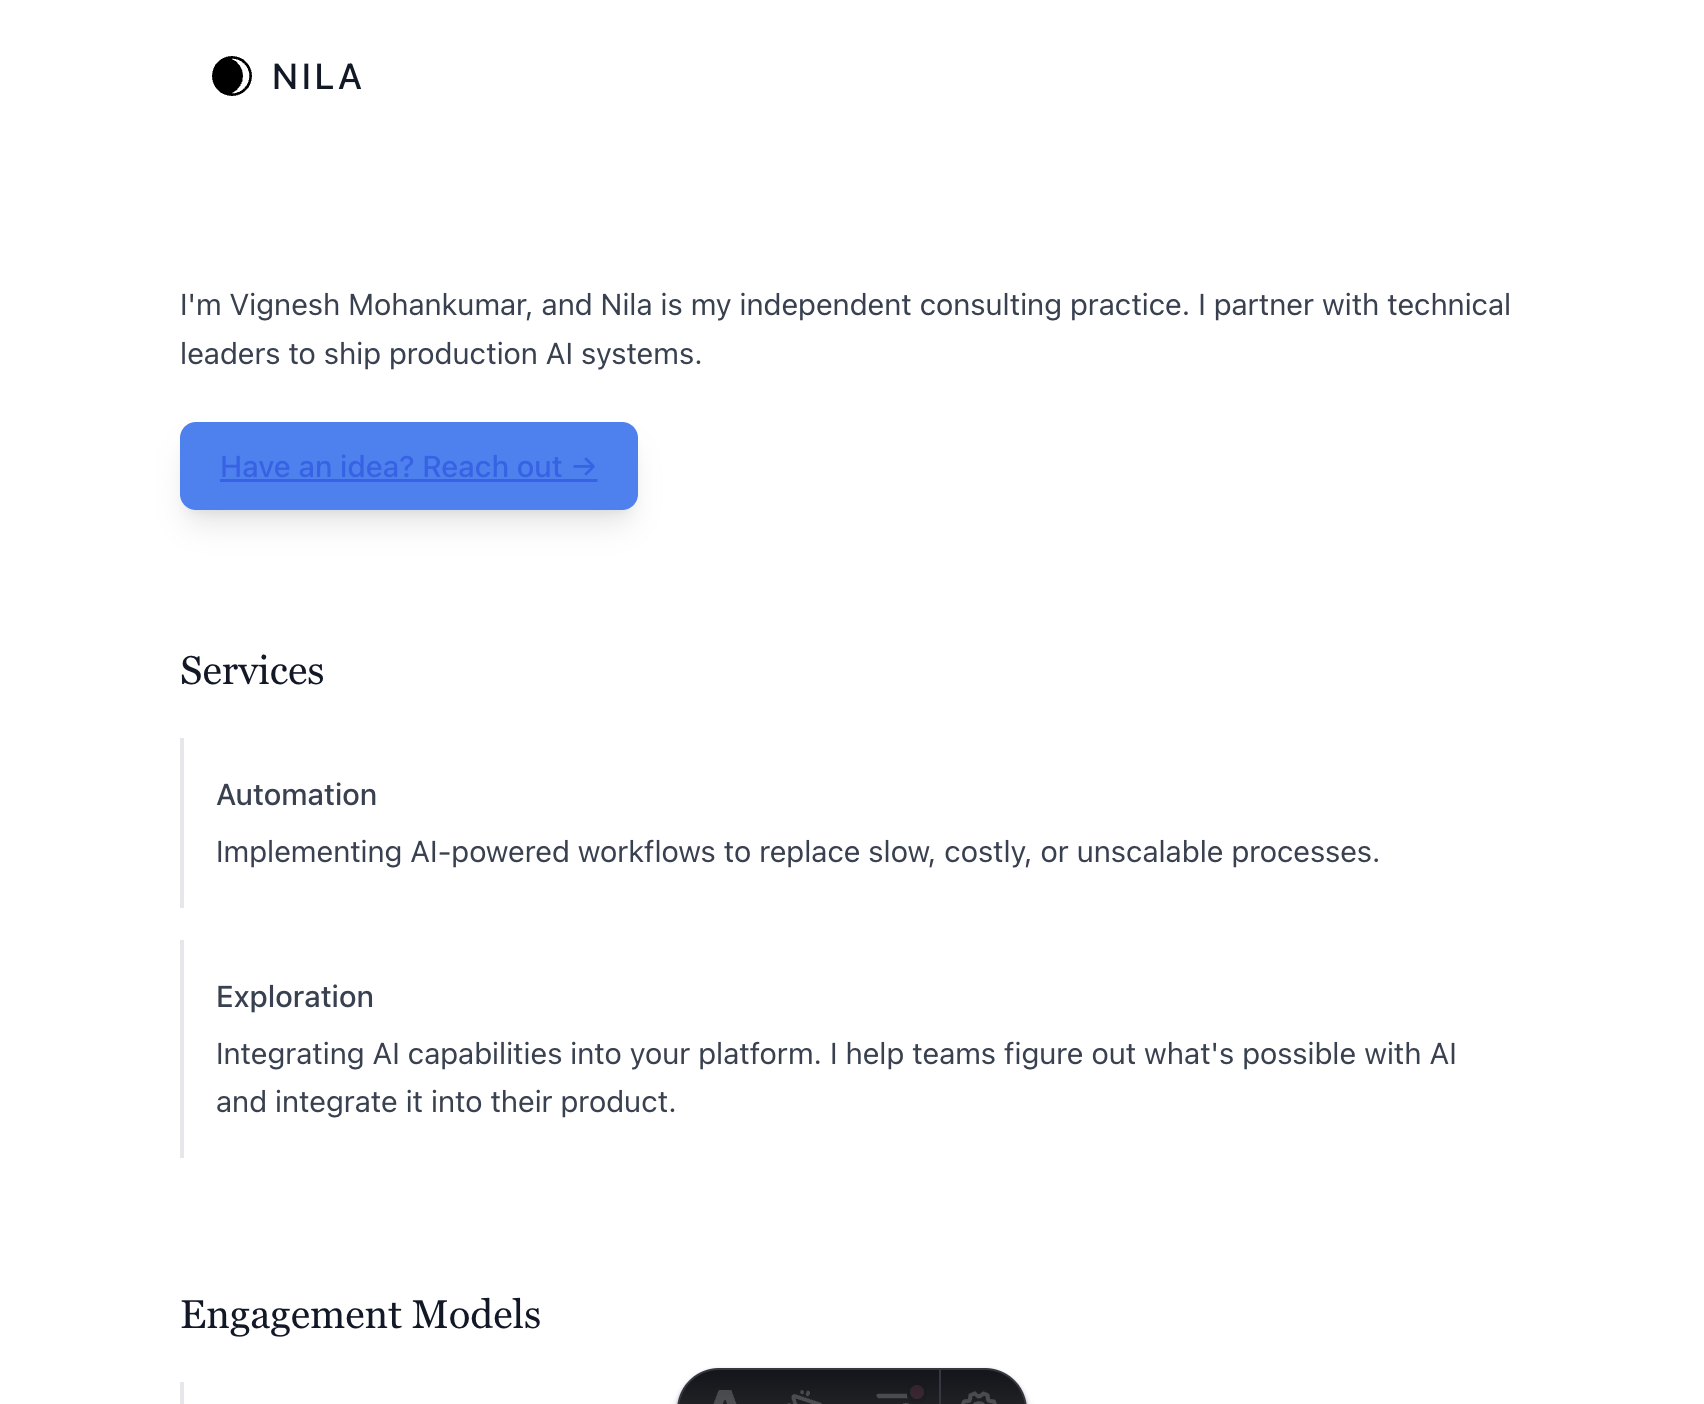 NILA
I'm Vignesh Mohankumar, and Nila is my independent consulting practice. I partner with technical
leaders to ship production AI systems.
Have an idea? Reach out →
Services
Automation
Implementing AI-powered workflows to replace slow, costly, or unscalable processes.
Exploration
Integrating AI capabilities into your platform. I help teams figure out what's possible with AI
and integrate it into their product.
Engagement Models